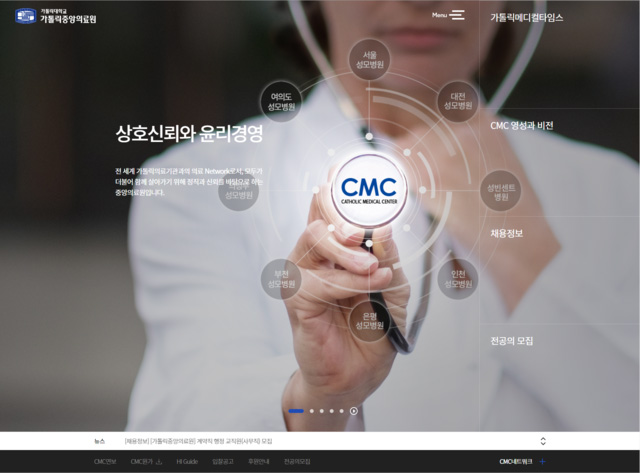 가톨릭대학교
가톨릭중앙의료원
Menu
가톨릭메디컬타임스
CMC 영성과 비전
채용정보
전공의 모집
상호신뢰와 윤리경영
전 세계 가톨릭의료기관과의 의료 Network로서, 모두가
더불어 함께 살아가기 위해 정직과 신뢰를 바탕으로 하는
중앙의료원입니다.
서울
성모병원
여의도
성모병원
대전
성모병원
성모병원
성빈센트
병원
부천
성모병원
인천
성모병원
은평
성모병원
CMC
CATHOLIC MEDICAL CENTER
뉴스
[채용정보] [가톨릭중앙의료원] 계약직 행정 교직원(사무직) 모집
CMC연보
CMC원가
HI Guide
입찰공고
후원안내
전공의모집
CMC네트워크